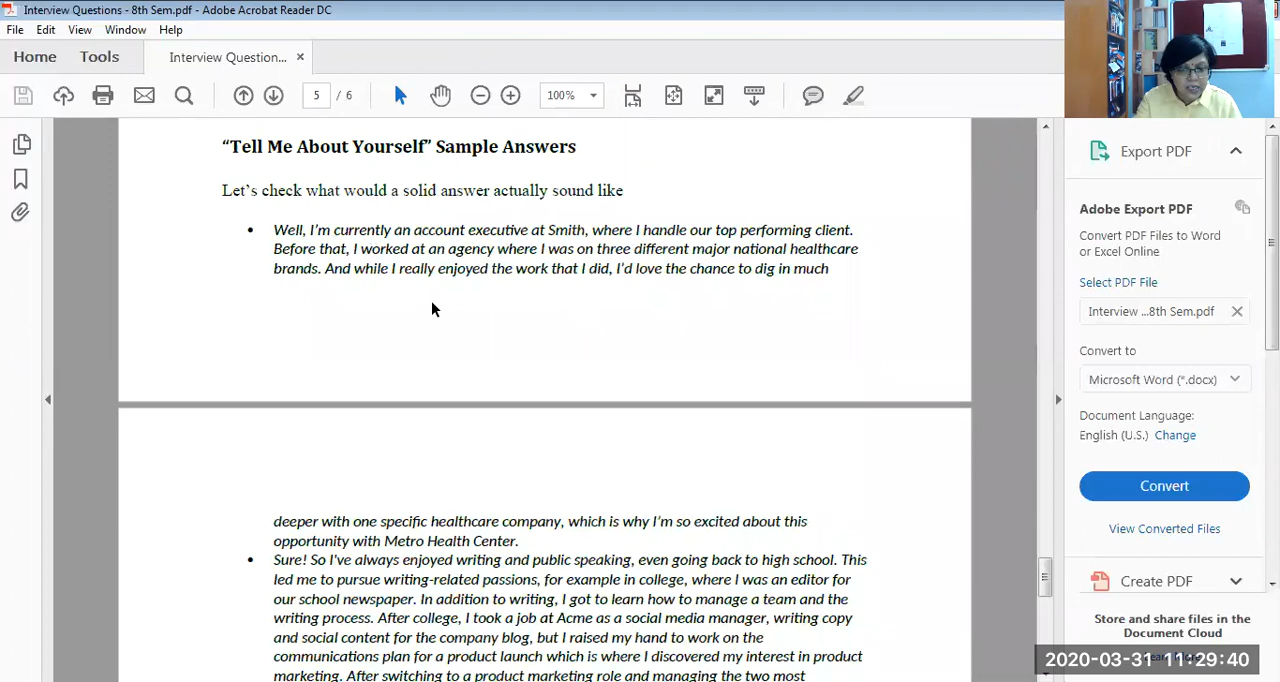 Interview Questions - 8th Sem.pdf - Adobe Acrobat Reader DC
File Edit View Window Help
Home Tools Interview Question... ×
5 / 6 100%
“Tell Me About Yourself” Sample Answers
Let’s check what would a solid answer actually sound like
• Well, I’m currently an account executive at Smith, where I handle our top performing client.
Before that, I worked at an agency where I was on three different major national healthcare
brands. And while I really enjoyed the work that I did, I’d love the chance to dig in much
deeper with one specific healthcare company, which is why I’m so excited about this
opportunity with Metro Health Center.
• Sure! So I’ve always enjoyed writing and public speaking, even going back to high school. This
led me to pursue writing-related passions, for example in college, where I was an editor for
our school newspaper. In addition to writing, I got to learn how to manage a team and the
writing process. After college, I took a job at Acme as a social media manager, writing copy
and social content for the company blog, but I raised my hand to work on the
communications plan for a product launch which is where I discovered my interest in product
marketing. After switching to a product marketing role and managing the two most
Export PDF
Adobe Export PDF
Convert PDF Files to Word
or Excel Online
Select PDF File
Interview ...8th Sem.pdf
Convert to
Microsoft Word (*.docx)
Document Language:
English (U.S.) Change
Convert
View Converted Files
Create PDF
Store and share files in the
Document Cloud
2020-03-31 11:29:40